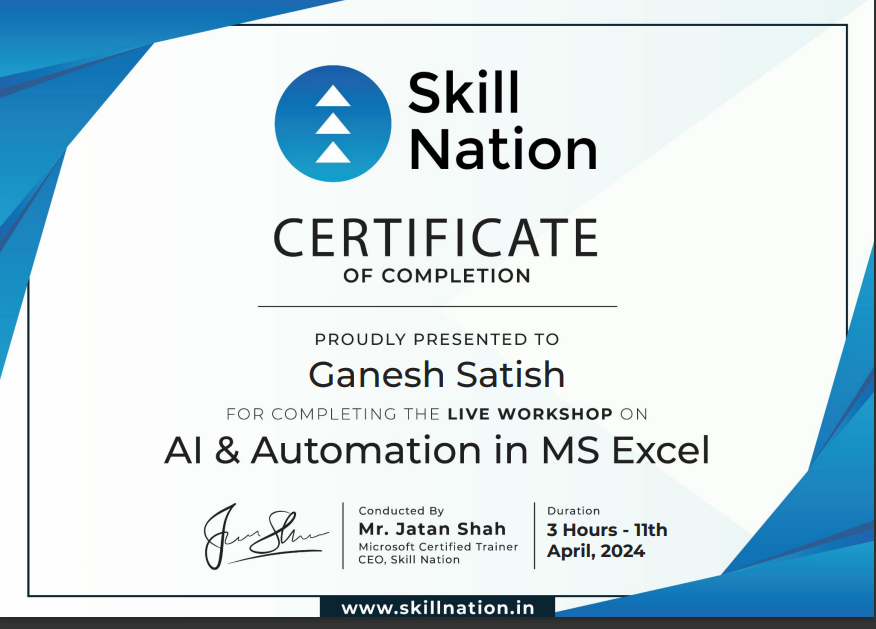 Skill
Nation
CERTIFICATE
OF COMPLETION
PROUDLY PRESENTED TO
Ganesh Satish
FOR COMPLETING THE LIVE WORKSHOP ON
AI & Automation in MS Excel
Conducted By
Mr. Jatan Shah
Microsoft Certified Trainer
CEO, Skill Nation
Duration
3 Hours - 11th
April, 2024
www.skillnation.in